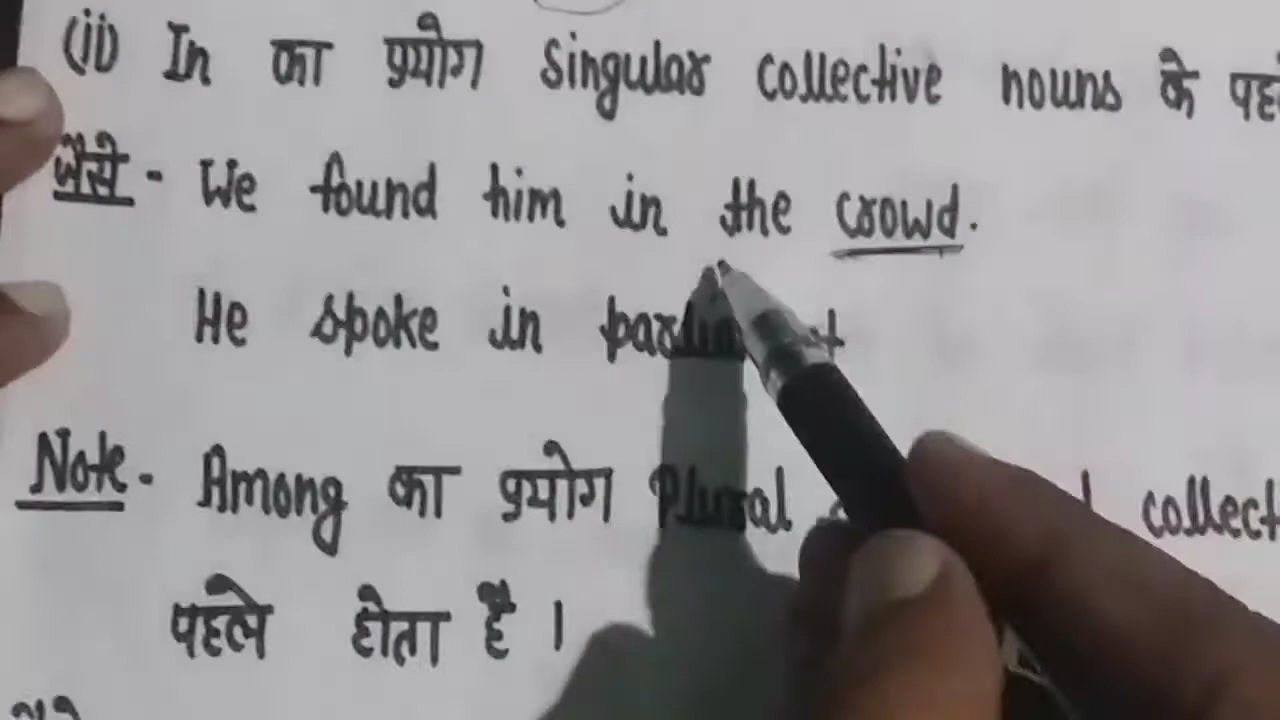 (ii) In का प्रयोग Singular collective nouns के
जैसे - We found him in the crowd.
He spoke in
Note - Among का प्रयोग Plural
पहले होता है ।